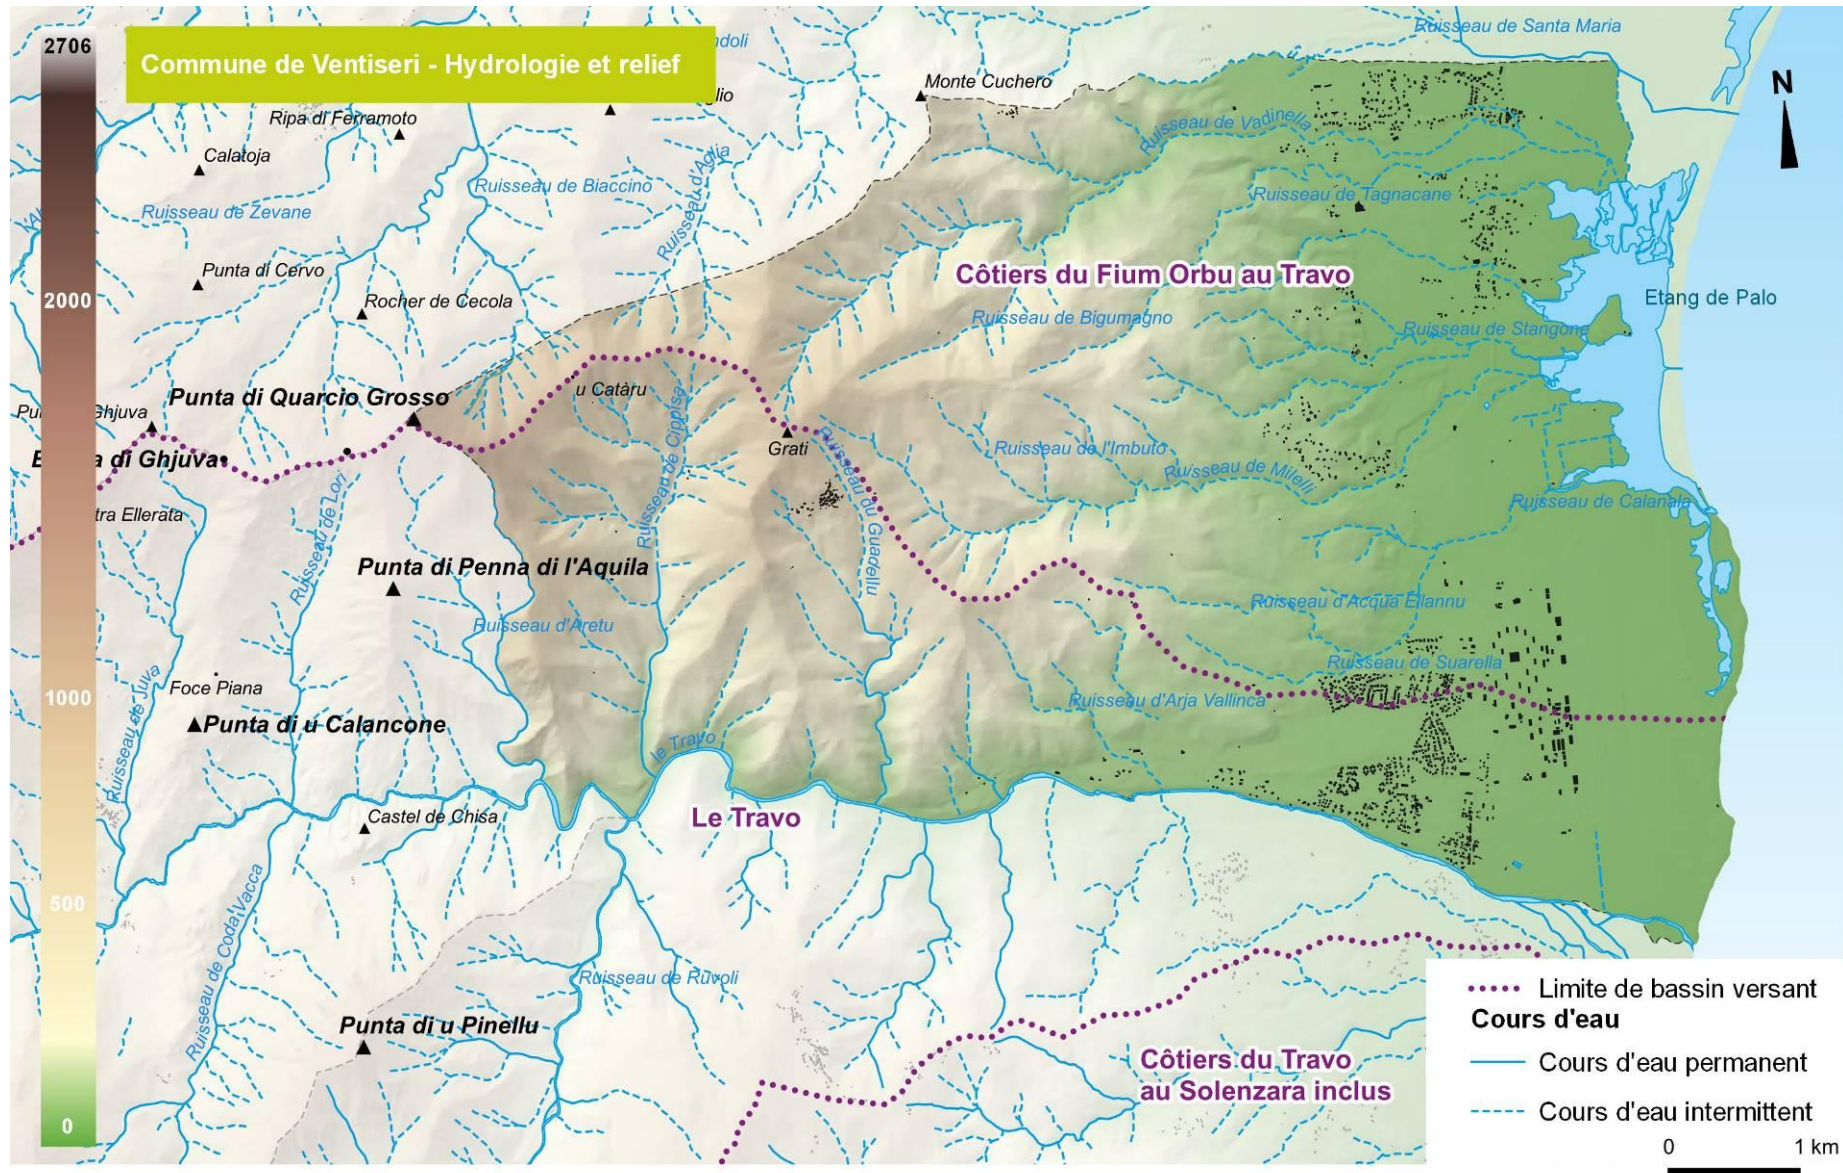 2706
Commune de Ventiseri - Hydrologie et relief
Ruisseau de Santa Maria
N
Monte Cuchero
Ripa di Ferramoto
Calatoja
Ruisseau de Vadinella
Ruisseau de Biaccino
Ruisseau d'Aglia
Ruisseau de Tagnacane
Ruisseau de Zevane
Punta di Cervo
Côtiers du Fium Orbu au Travo
2000
Rocher de Cecola
Etang de Palo
Ruisseau de Bigumagno
Ruisseau de Stangone
u Catàru
Punta di Quarcio Grosso
Ghjuva
Grati
Ruisseau de Cippisa
Ruisseau de l'Imbuto
Ruisseau de Milelli
di Ghjuva
Ruisseau de Lori
Ruisseau du Guadellu
Ruisseau de Calanala
Ellerata
Punta di Penna di l'Aquila
Ruisseau d'Acqua Ellannu
Ruisseau d'Aretu
Ruisseau de Suarella
Foce Piana
1000
Ruisseau d'Arja Vallinca
Ruisseau de Juva
Punta di u Calancone
le Travo
Castel de Chisa
Le Travo
500
Ruisseau de Coda Vacca
Ruisseau de Ruvoli
Punta di u Pinellu
Côtiers du Travo
au Solenzara inclus
0
Limite de bassin versant
Cours d'eau
Cours d'eau permanent
Cours d'eau intermittent
0 1 km